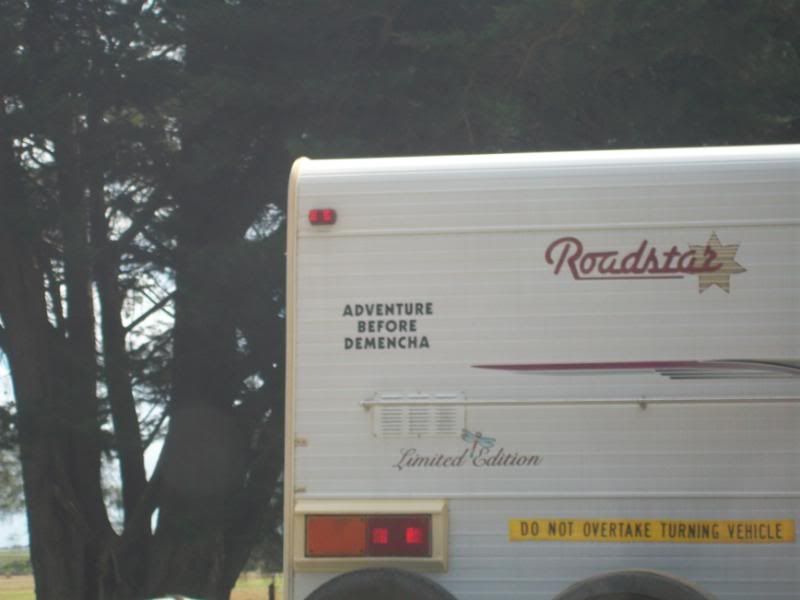 Roadstar
ADVENTURE
BEFORE
DEMENCHA
Limited Edition
DO NOT OVERTAKE TURNING VEHICLE